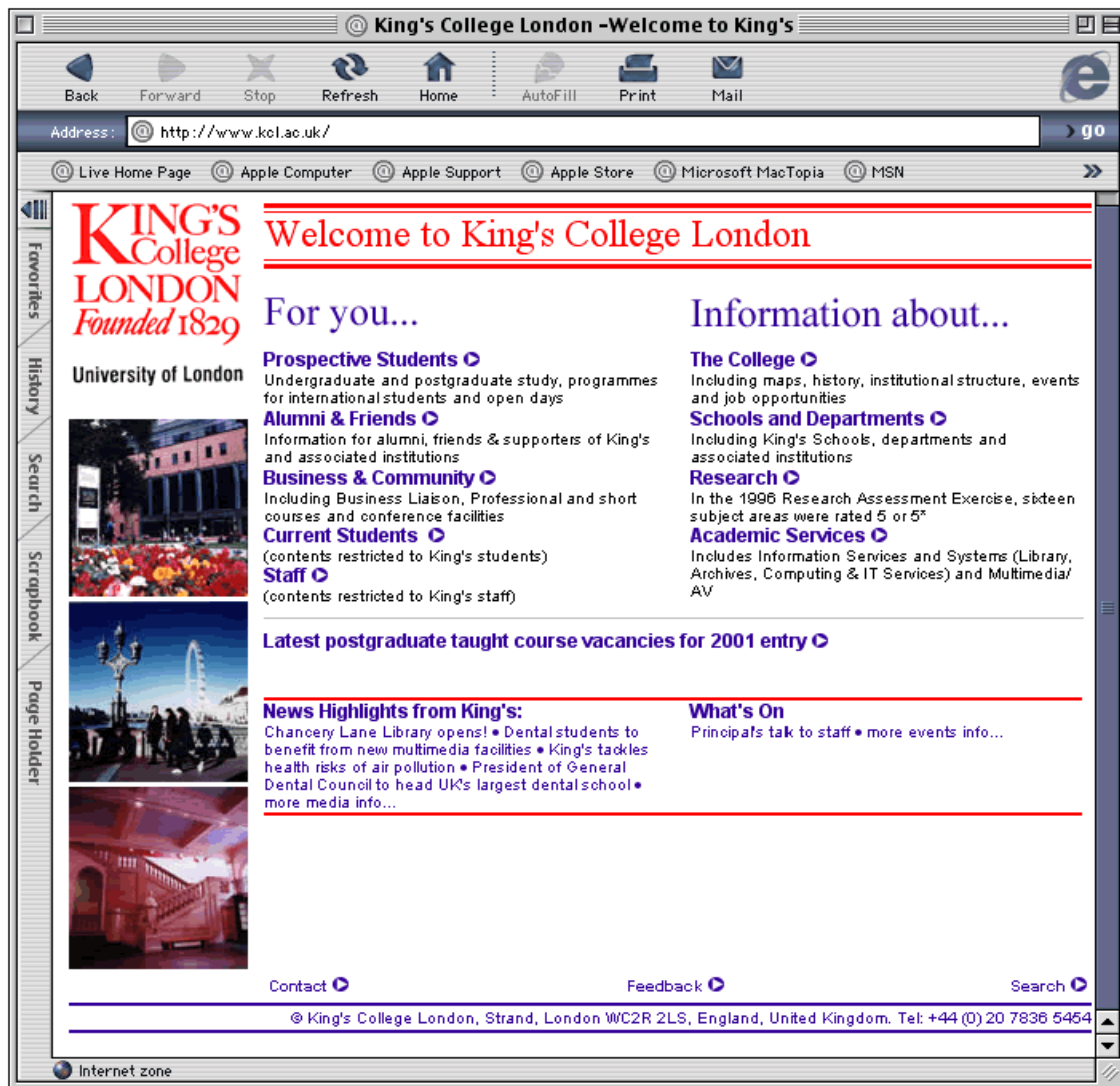 King's College London -Welcome to King's
Back Forward Stop Refresh Home AutoFill Print Mail
Address: http://www.kcl.ac.uk/ go
Live Home Page Apple Computer Apple Support Apple Store Microsoft MacTopia MSN
Favorites
History
Search
Scrapbook
Page Holder
KING'S
College
LONDON
Founded 1829
University of London
Welcome to King's College London
For you...
Prospective Students
Undergraduate and postgraduate study, programmes
for international students and open days
Alumni & Friends
Information for alumni, friends & supporters of King's
and associated institutions
Business & Community
Including Business Liaison, Professional and short
courses and conference facilities
Current Students
(contents restricted to King's students)
Staff
(contents restricted to King's staff)
Information about...
The College
Including maps, history, institutional structure, events
and job opportunities
Schools and Departments
Including King's Schools, departments and
associated institutions
Research
In the 1996 Research Assessment Exercise, sixteen
subject areas were rated 5 or 5*
Academic Services
Includes Information Services and Systems (Library,
Archives, Computing & IT Services) and Multimedia/
AV
Latest postgraduate taught course vacancies for 2001 entry
News Highlights from King's:
Chancery Lane Library opens! • Dental students to
benefit from new multimedia facilities • King's tackles
health risks of air pollution • President of General
Dental Council to head UK's largest dental school •
more media info...
What's On
Principal's talk to staff • more events info...
Contact Feedback Search
© King's College London, Strand, London WC2R 2LS, England, United Kingdom. Tel: +44 (0) 20 7836 5454
Internet zone